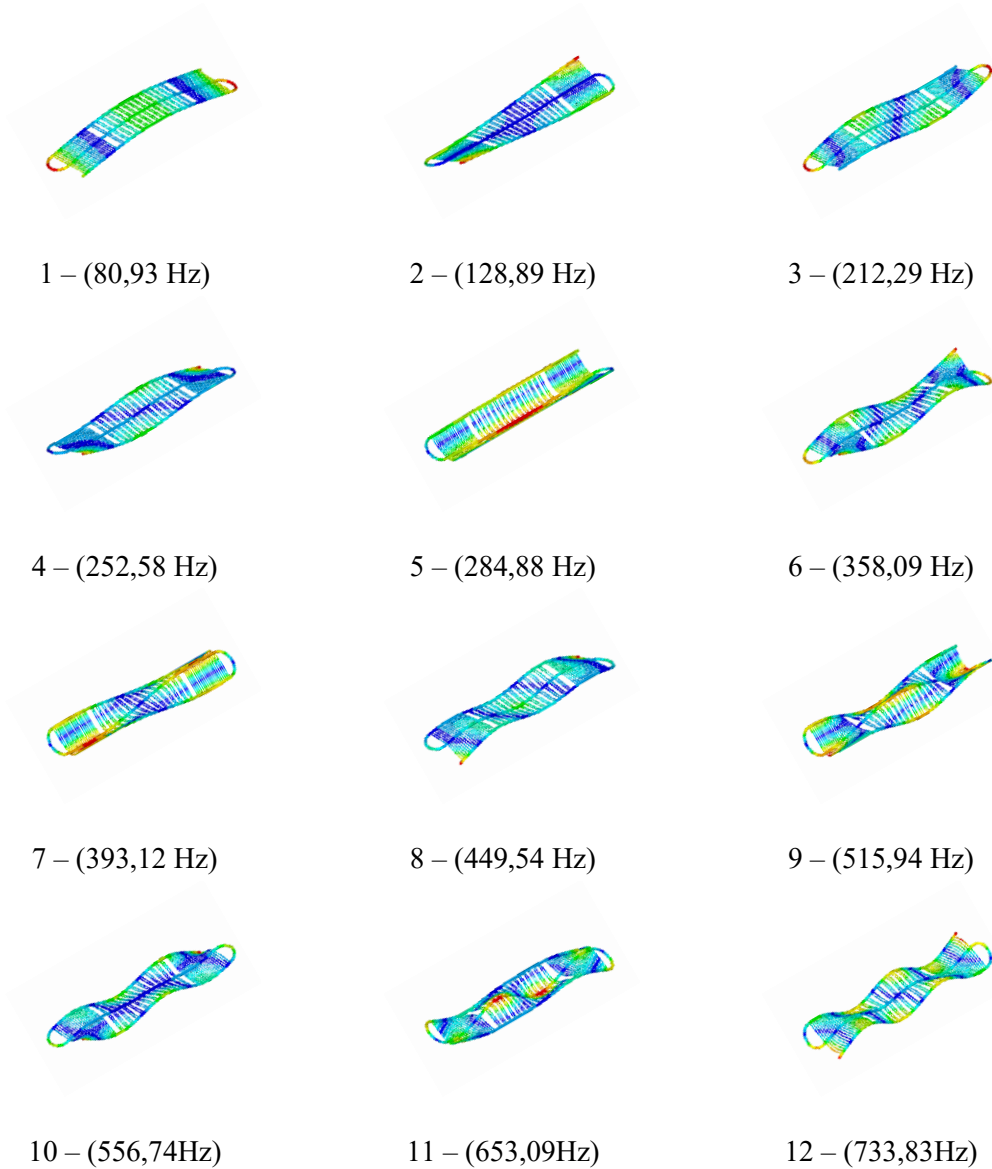 1 – (80,93 Hz)
2 – (128,89 Hz)
3 – (212,29 Hz)
4 – (252,58 Hz)
5 – (284,88 Hz)
6 – (358,09 Hz)
7 – (393,12 Hz)
8 – (449,54 Hz)
9 – (515,94 Hz)
10 – (556,74Hz)
11 – (653,09Hz)
12 – (733,83Hz)